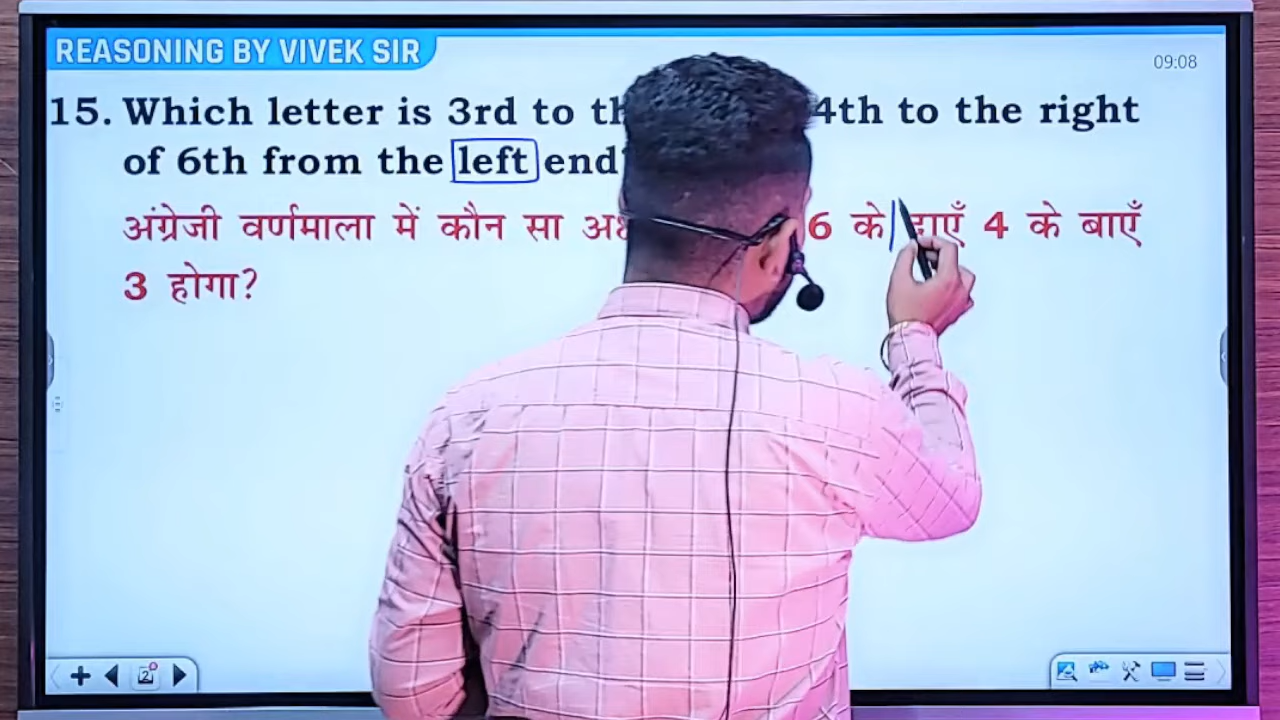 REASONING BY VIVEK SIR
09:08
15. Which letter is 3rd to 4th to the right
of 6th from the left end
अंग्रेजी वर्णमाला में कौन सा 6 के दाएँ 4 के बाएँ
3 होगा?
2